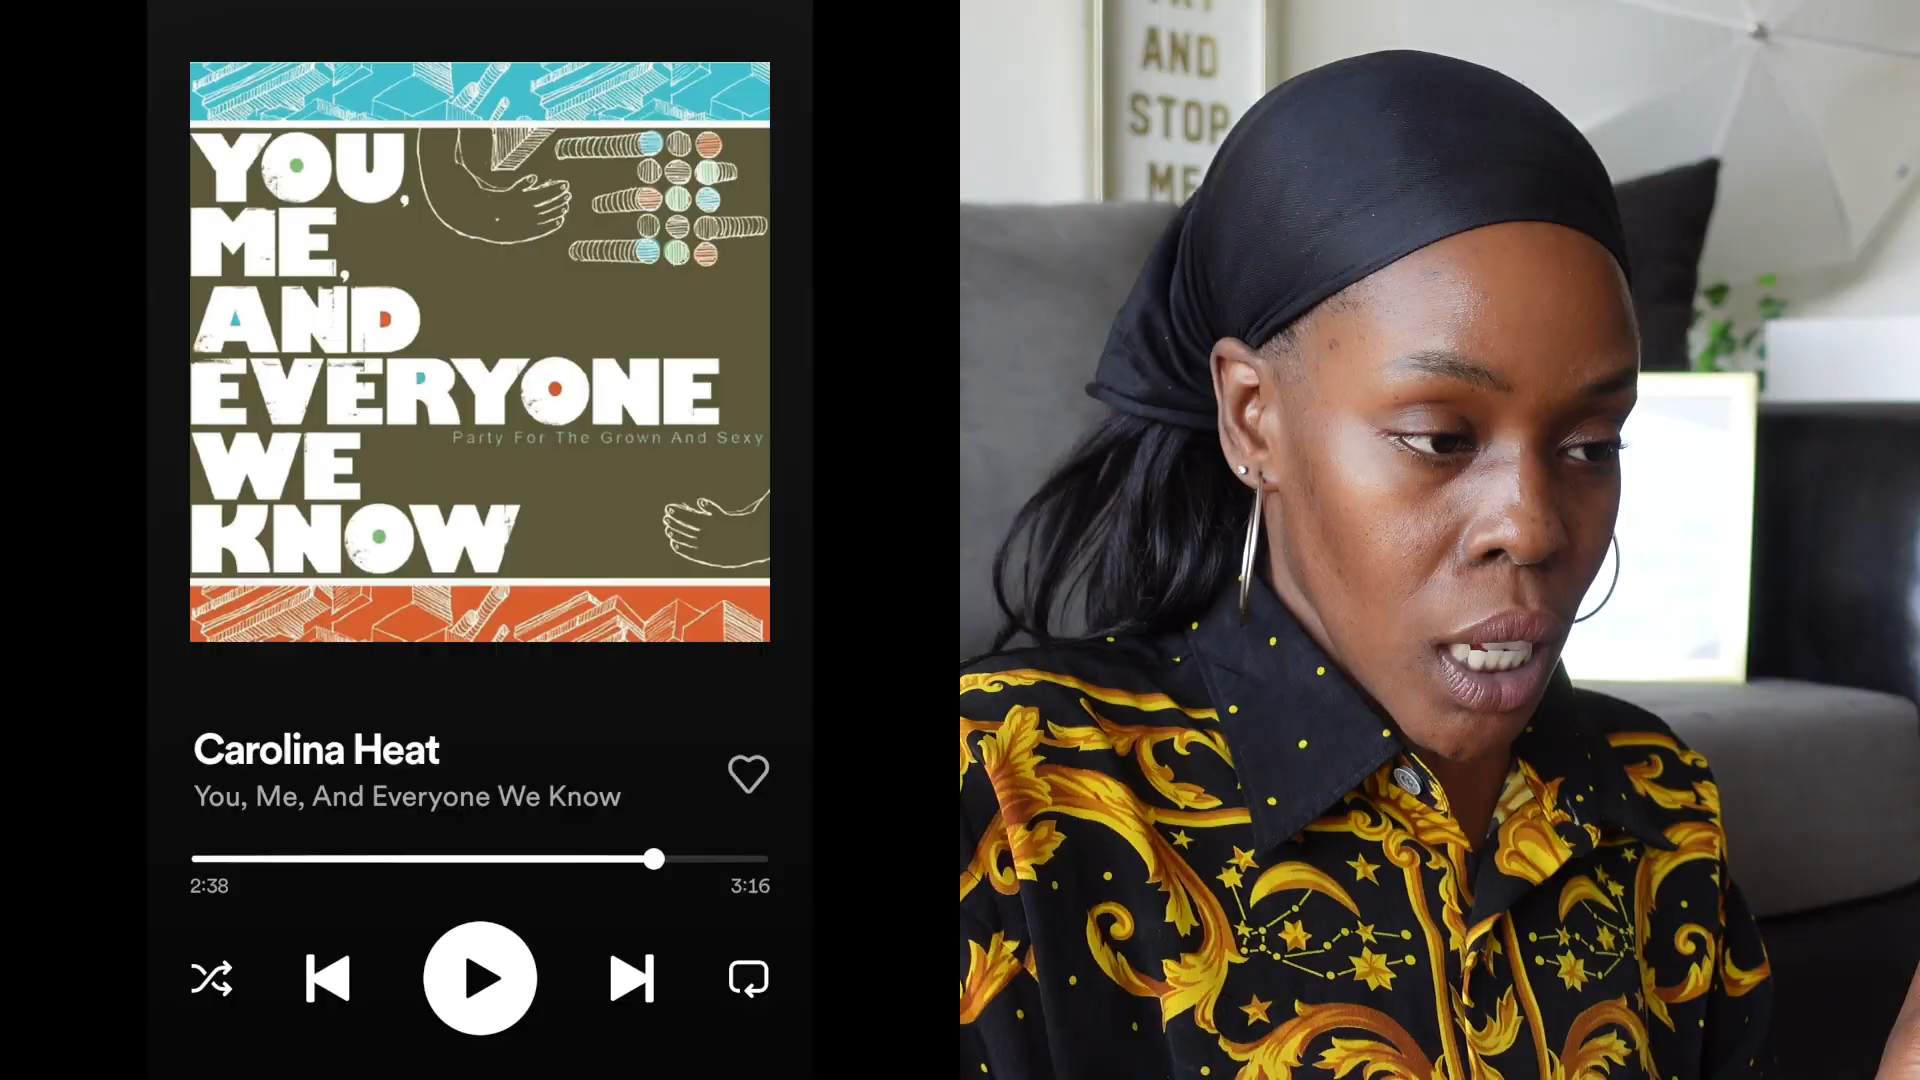 YOU,
ME,
AND
EVERYONE
Party For The Grown And Sexy
WE
KNOW
Carolina Heat
You, Me, And Everyone We Know
2:38
3:16
AND
STOP
ME